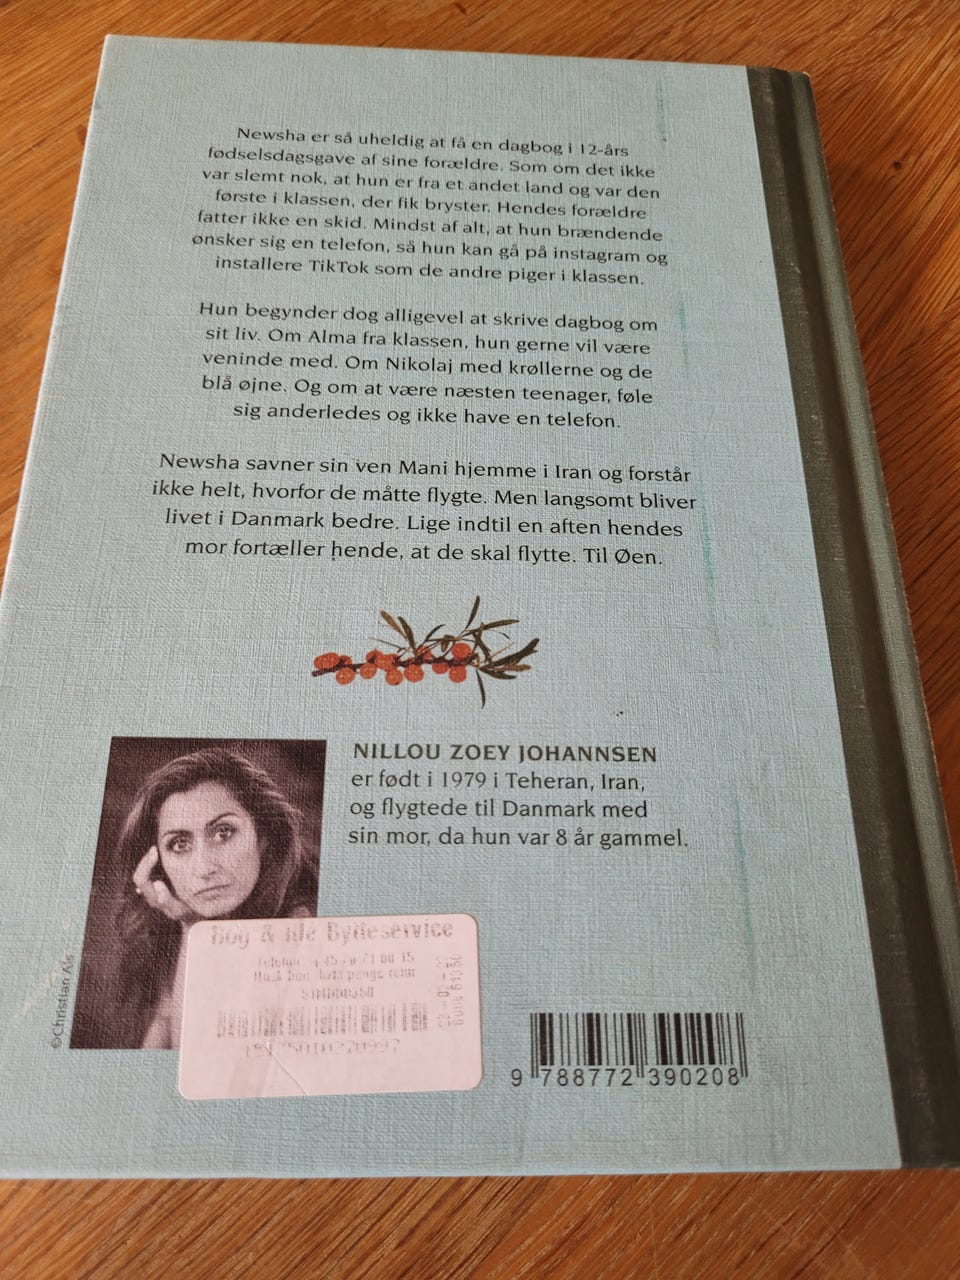 Newsha er så uheldig at få en dagbog i 12-års
fødselsdagsgave af sine forældre. Som om det ikke
var slemt nok, at hun er fra et andet land og var den
første i klassen, der fik bryster. Hendes forældre
fatter ikke en skid. Mindst af alt, at hun brændende
ønsker sig en telefon, så hun kan gå på instagram og
installere TikTok som de andre piger i klassen.
Hun begynder dog alligevel at skrive dagbog om
sit liv. Om Alma fra klassen, hun gerne vil være
veninde med. Om Nikolaj med krøllerne og de
blå øjne. Og om at være næsten teenager, føle
sig anderledes og ikke have en telefon.
Newsha savner sin ven Mani hjemme i Iran og forstår
ikke helt, hvorfor de måtte flygte. Men langsomt bliver
livet i Danmark bedre. Lige indtil en aften hendes
mor fortæller hende, at de skal flytte. Til Øen.
NILLOU ZOEY JOHANNSEN
er født i 1979 i Teheran, Iran,
og flygtede til Danmark med
sin mor, da hun var 8 år gammel.
©Christian Als
Bog & Ide Bytteservice
9 788772 390208